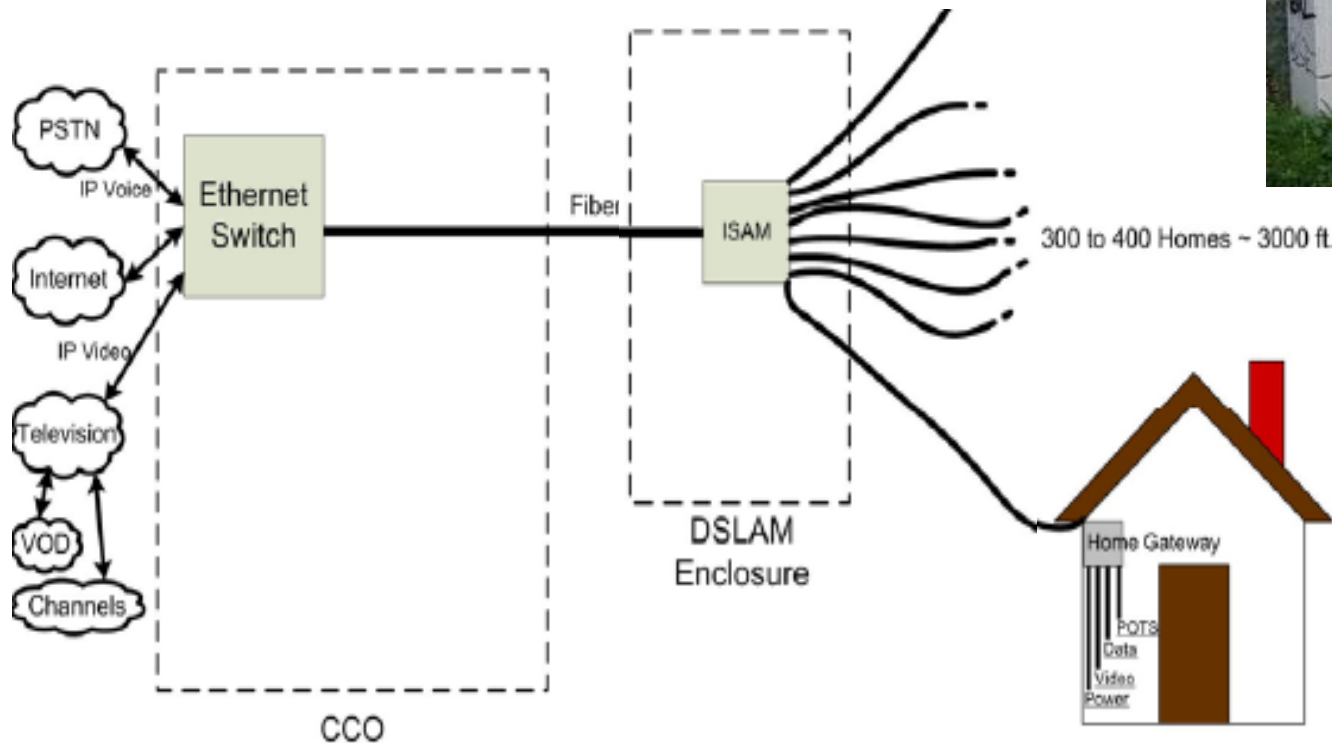 PSTN
IP Voice
Ethernet
Switch
Internet
IP Video
Television
VOD
Channels
CCO
Fiber
ISAM
300 to 400 Homes ~ 3000 ft.
DSLAM
Enclosure
Home Gateway
POTS
Data
Video
Power